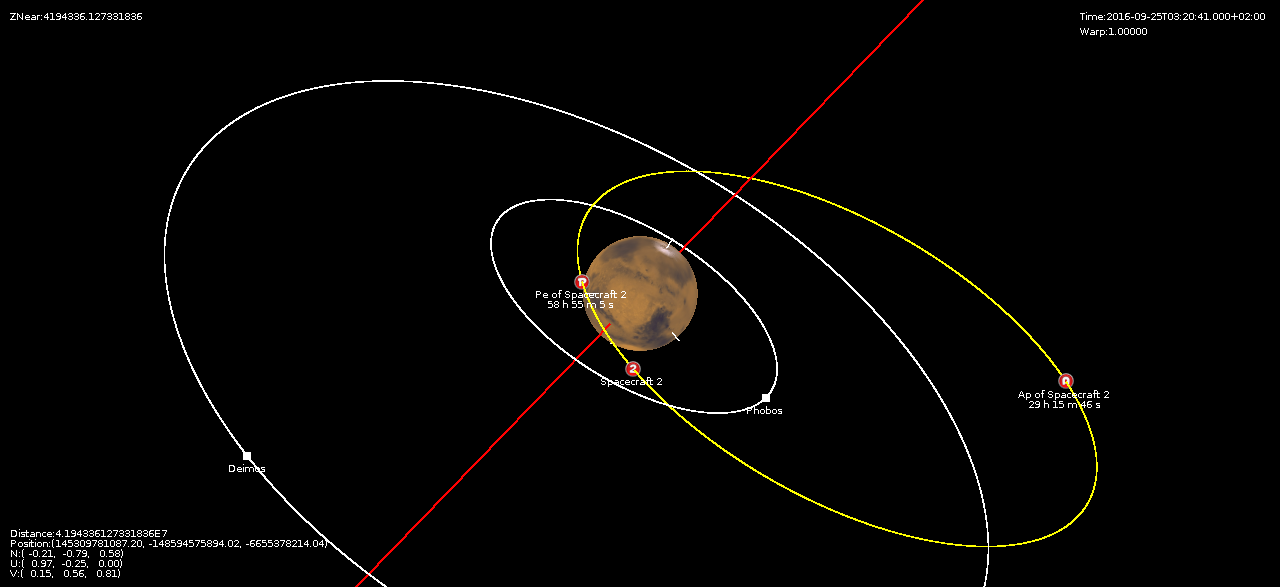 ZNear:4194336.127331836
Time:2016-09-25T03:20:41.000+02:00
Warp:1.00000
P
Pe of Spacecraft 2
58 h 55 m 5 s
2
Spacecraft 2
A
Ap of Spacecraft 2
29 h 15 m 46 s
Phobos
Deimos
Distance:4.194336127331836E7
Position:(145309781087.20, -148594575894.02, -6655378214.04)
N:( -0.21, -0.79, 0.58)
U:( 0.97, -0.25, 0.00)
V:( 0.15, 0.56, 0.81)